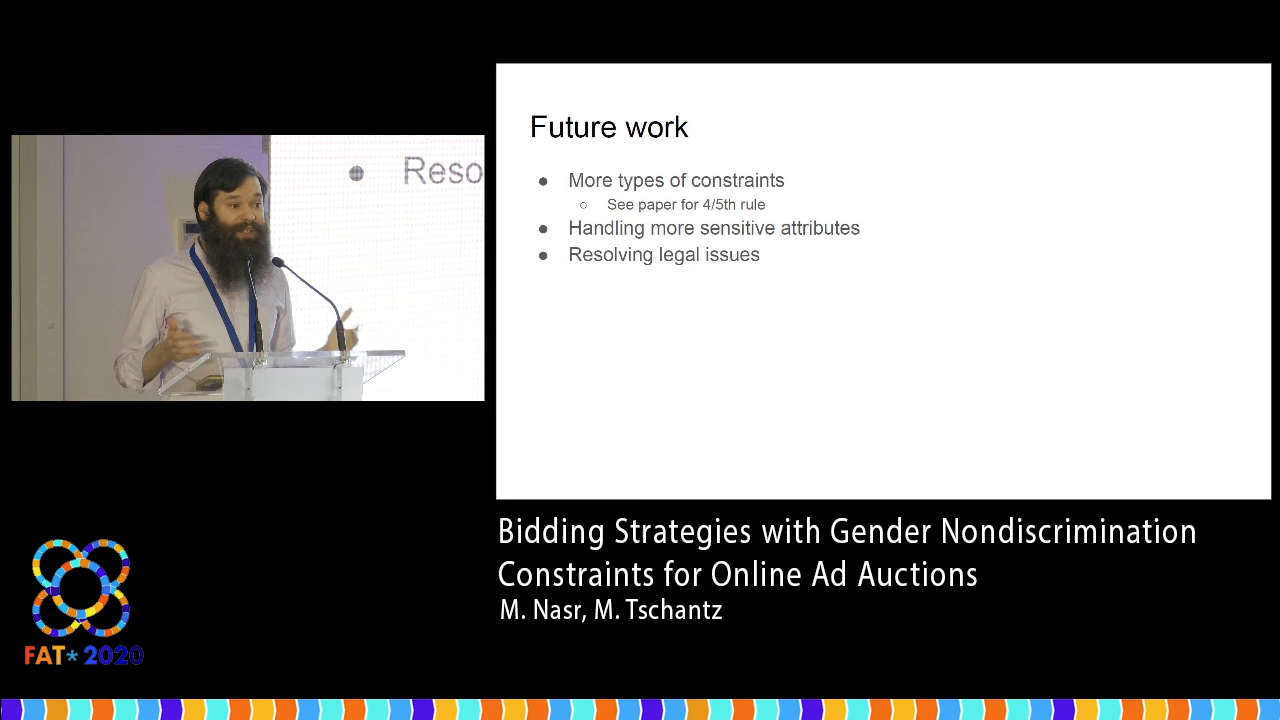 Reso
Future work
● More types of constraints
○ See paper for 4/5th rule
● Handling more sensitive attributes
● Resolving legal issues
Bidding Strategies with Gender Nondiscrimination
Constraints for Online Ad Auctions
M. Nasr, M. Tschantz
FAT* 2020